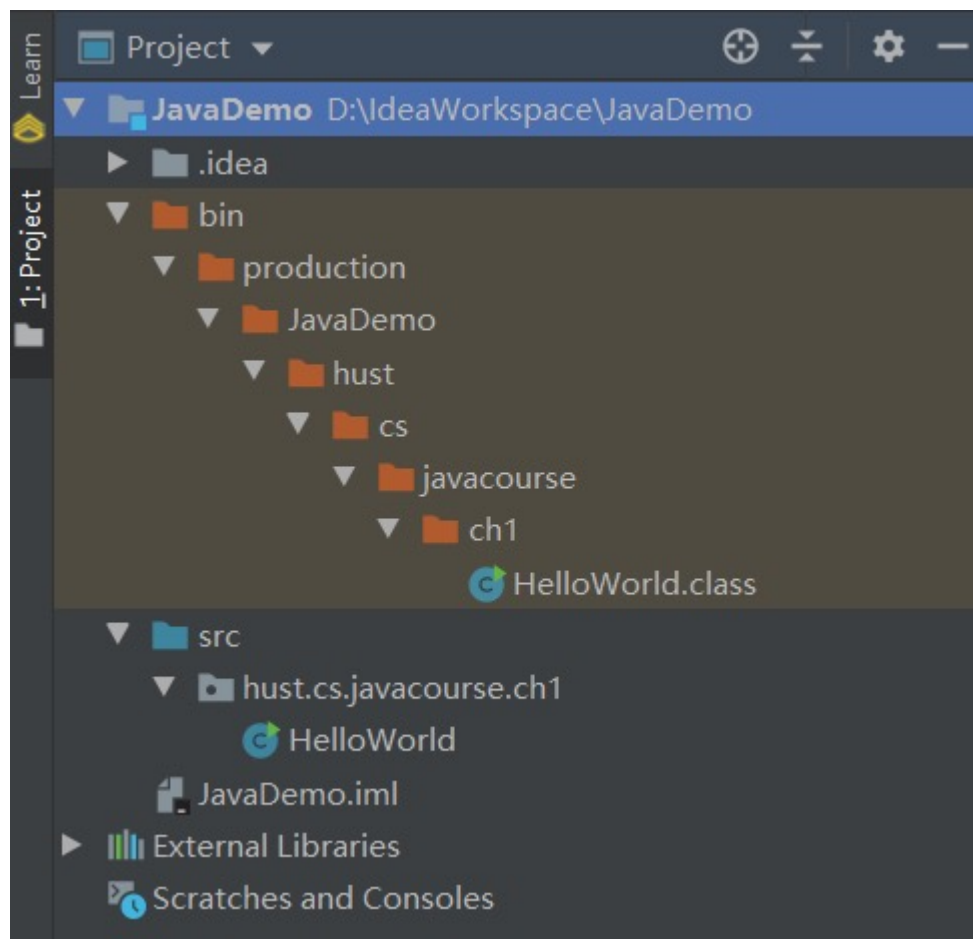 Learn
1: Project
Project
JavaDemo D:\IdeaWorkspace\JavaDemo
.idea
bin
production
JavaDemo
hust
cs
javacourse
ch1
HelloWorld.class
src
hust.cs.javacourse.ch1
HelloWorld
JavaDemo.iml
External Libraries
Scratches and Consoles